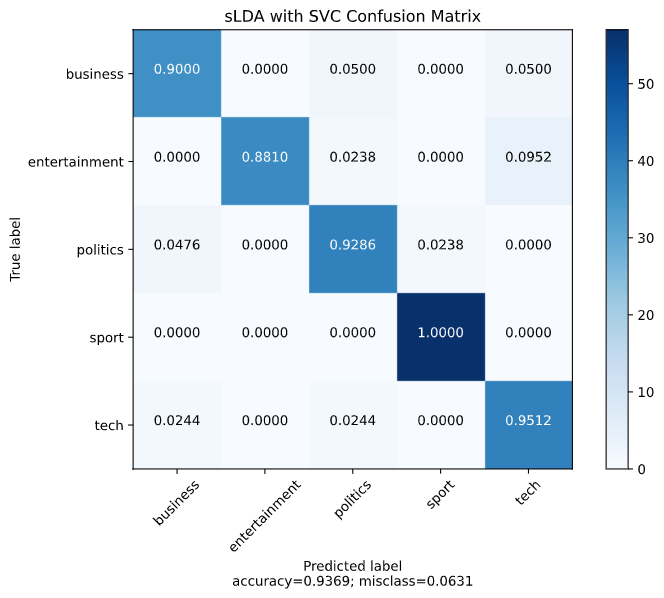 sLDA with SVC Confusion Matrix
business 0.9000 0.0000 0.0500 0.0000 0.0500
entertainment 0.0000 0.8810 0.0238 0.0000 0.0952
politics 0.0476 0.0000 0.9286 0.0238 0.0000
sport 0.0000 0.0000 0.0000 1.0000 0.0000
tech 0.0244 0.0000 0.0244 0.0000 0.9512
True label
business entertainment politics sport tech
Predicted label
accuracy=0.9369; misclass=0.0631
50
40
30
20
10
0